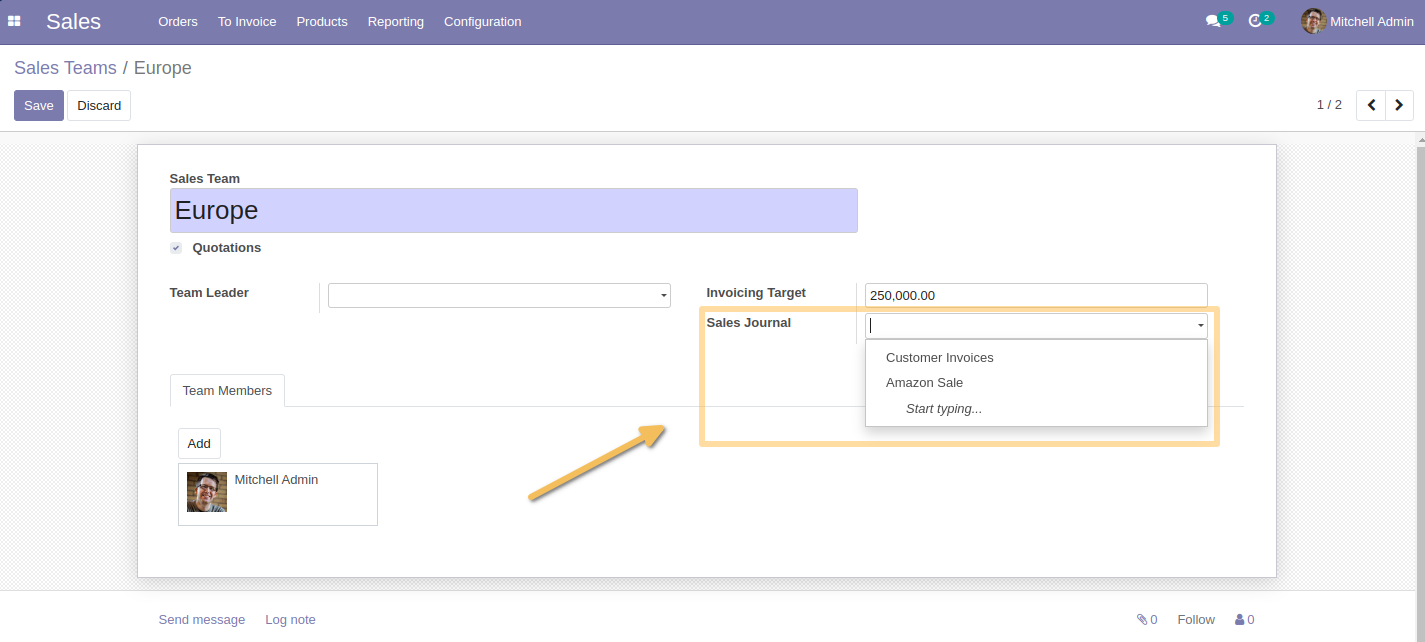 Sales Orders To Invoice Products Reporting Configuration 5 2 Mitchell Admin
Sales Teams / Europe
Save Discard 1 / 2
Sales Team
Europe
Quotations
Team Leader Invoicing Target 250,000.00
Sales Journal
Customer Invoices
Amazon Sale
Start typing...
Team Members
Add
Mitchell Admin
Send message Log note 0 Follow 0